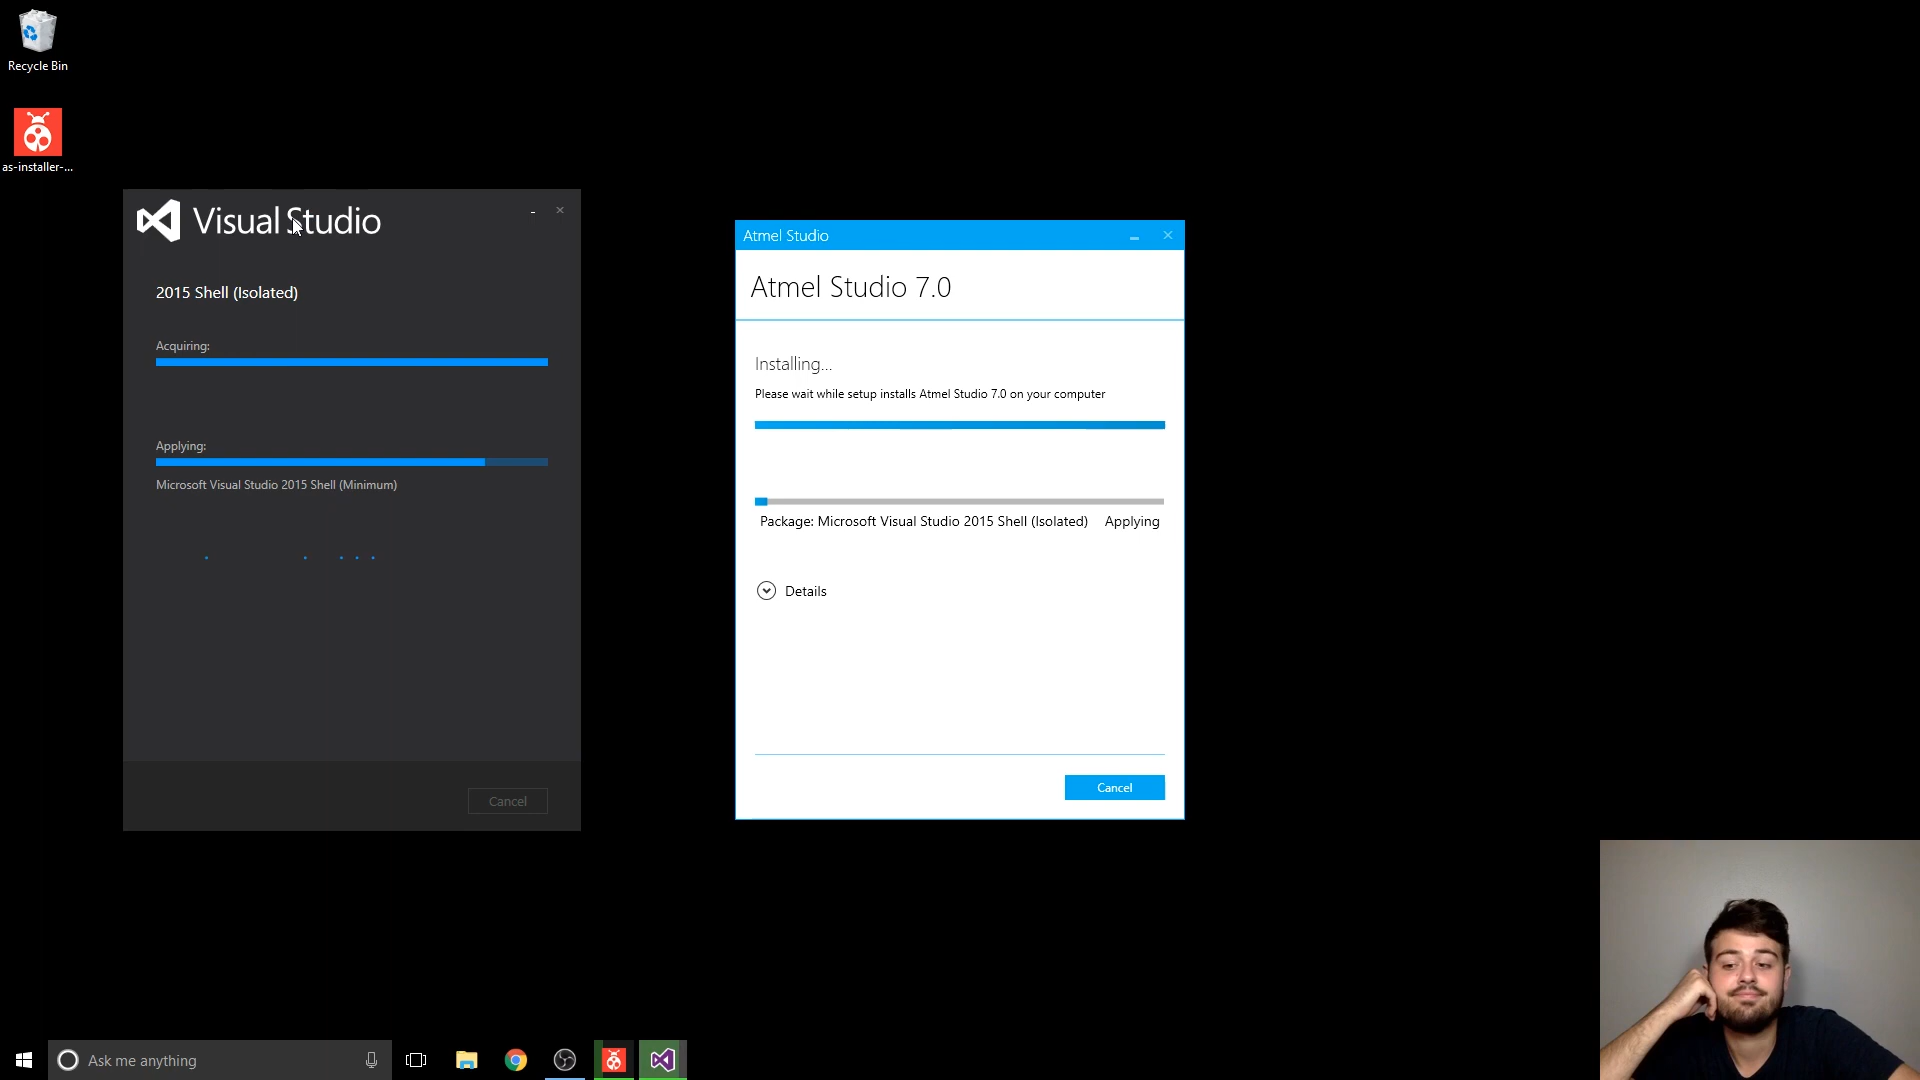 Recycle Bin
as-installer-...
Visual Studio
2015 Shell (Isolated)
Acquiring:
Applying:
Microsoft Visual Studio 2015 Shell (Minimum)
Cancel
Atmel Studio
Atmel Studio 7.0
Installing...
Please wait while setup installs Atmel Studio 7.0 on your computer
Package: Microsoft Visual Studio 2015 Shell (Isolated) Applying
Details
Cancel
Ask me anything